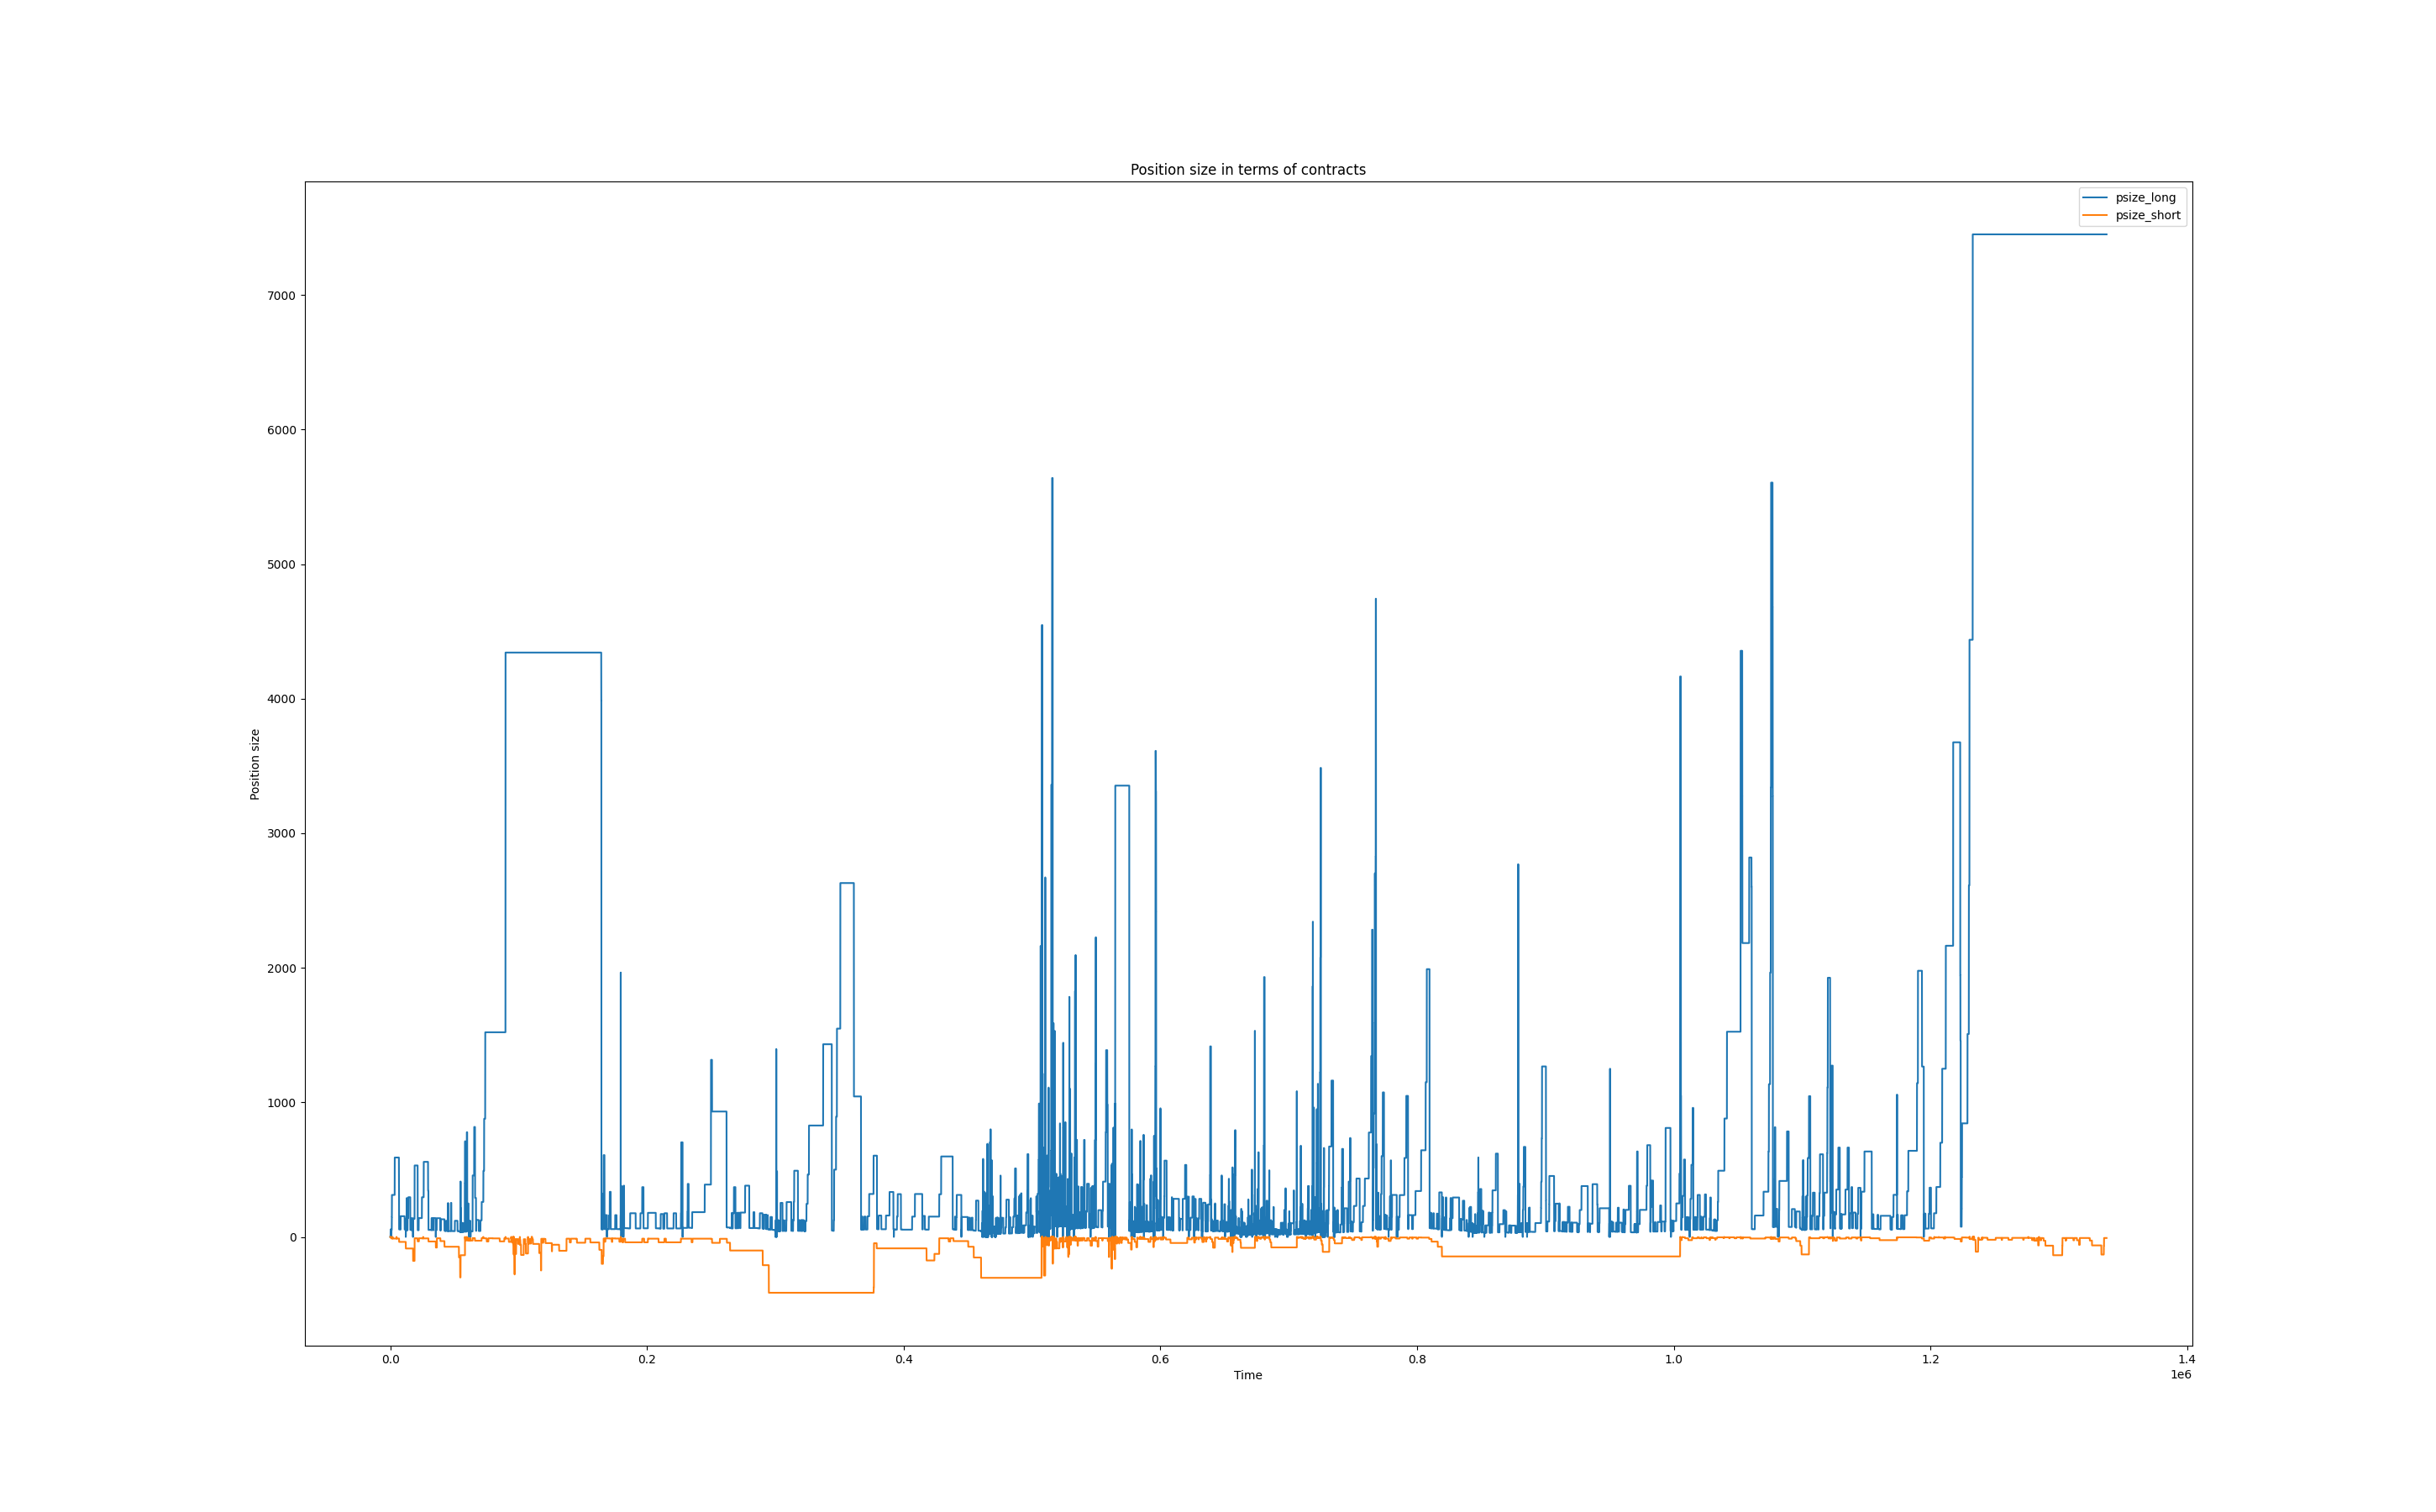 Position size in terms of contracts
psize_long
psize_short
7000
6000
5000
4000
3000
2000
1000
0
Position size
0.0 0.2 0.4 0.6 0.8 1.0 1.2 1.4
Time
1e6